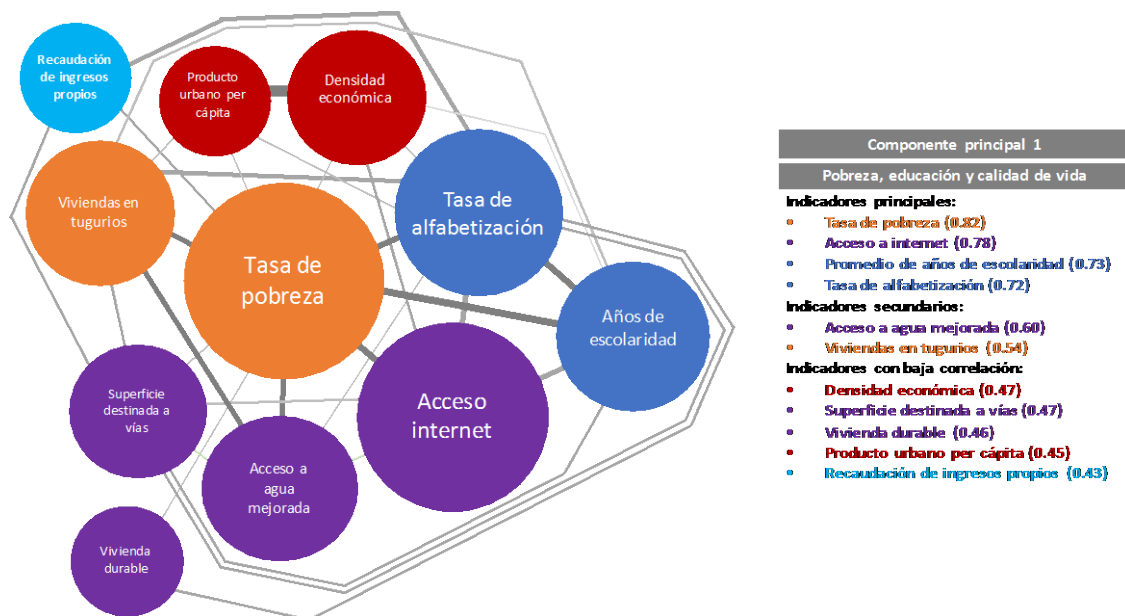 Recaudación
de ingresos
propios
Producto
urbano per
cápita
Densidad
económica
Viviendas en
tugurios
Tasa de
pobreza
Tasa de
alfabetización
Años de
escolaridad
Superficie
destinada a
vías
Acceso a
agua
mejorada
Acceso
internet
Vivienda
durable
Componente principal 1
Pobreza, educación y calidad de vida
Indicadores principales:
• Tasa de pobreza (0.82)
• Acceso a internet (0.78)
• Promedio de años de escolaridad (0.73)
• Tasa de alfabetización (0.72)
Indicadores secundarios:
• Acceso a agua mejorada (0.60)
• Viviendas en tugurios (0.54)
Indicadores con baja correlación:
• Densidad económica (0.47)
• Superficie destinada a vías (0.47)
• Vivienda durable (0.46)
• Producto urbano per cápita (0.45)
• Recaudación de ingresos propios (0.43)